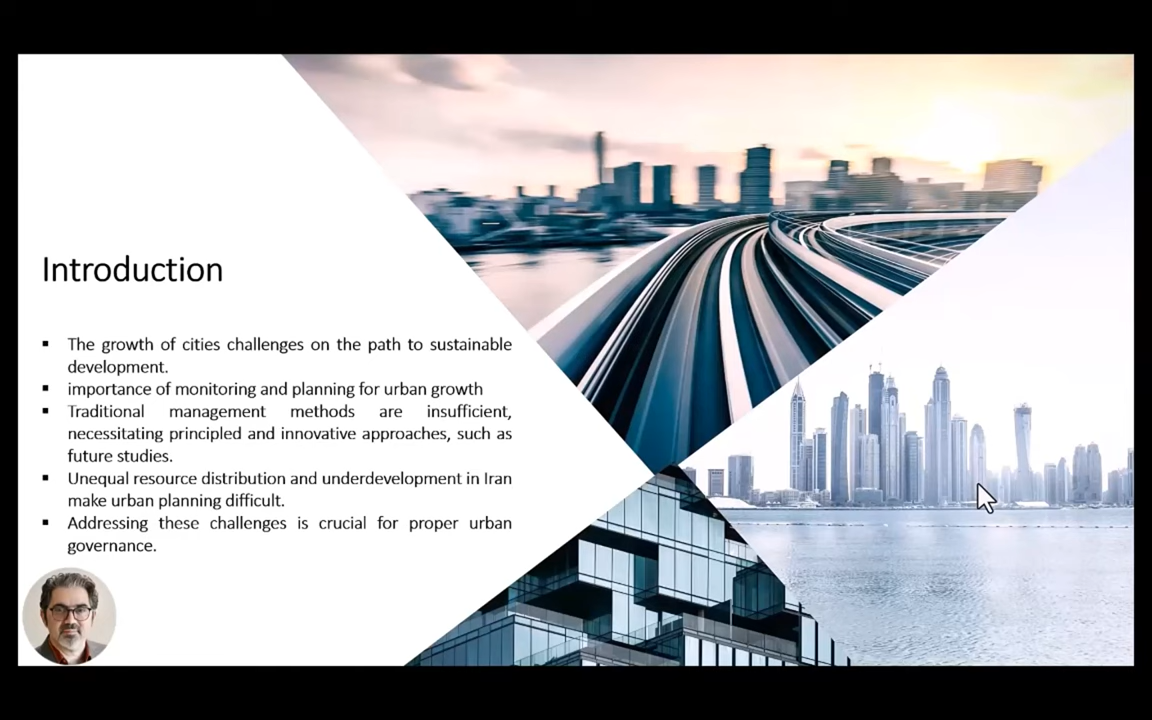 Introduction
▪ The growth of cities challenges on the path to sustainable
development.
▪ importance of monitoring and planning for urban growth
▪ Traditional management methods are insufficient,
necessitating principled and innovative approaches, such as
future studies.
▪ Unequal resource distribution and underdevelopment in Iran
make urban planning difficult.
▪ Addressing these challenges is crucial for proper urban
governance.